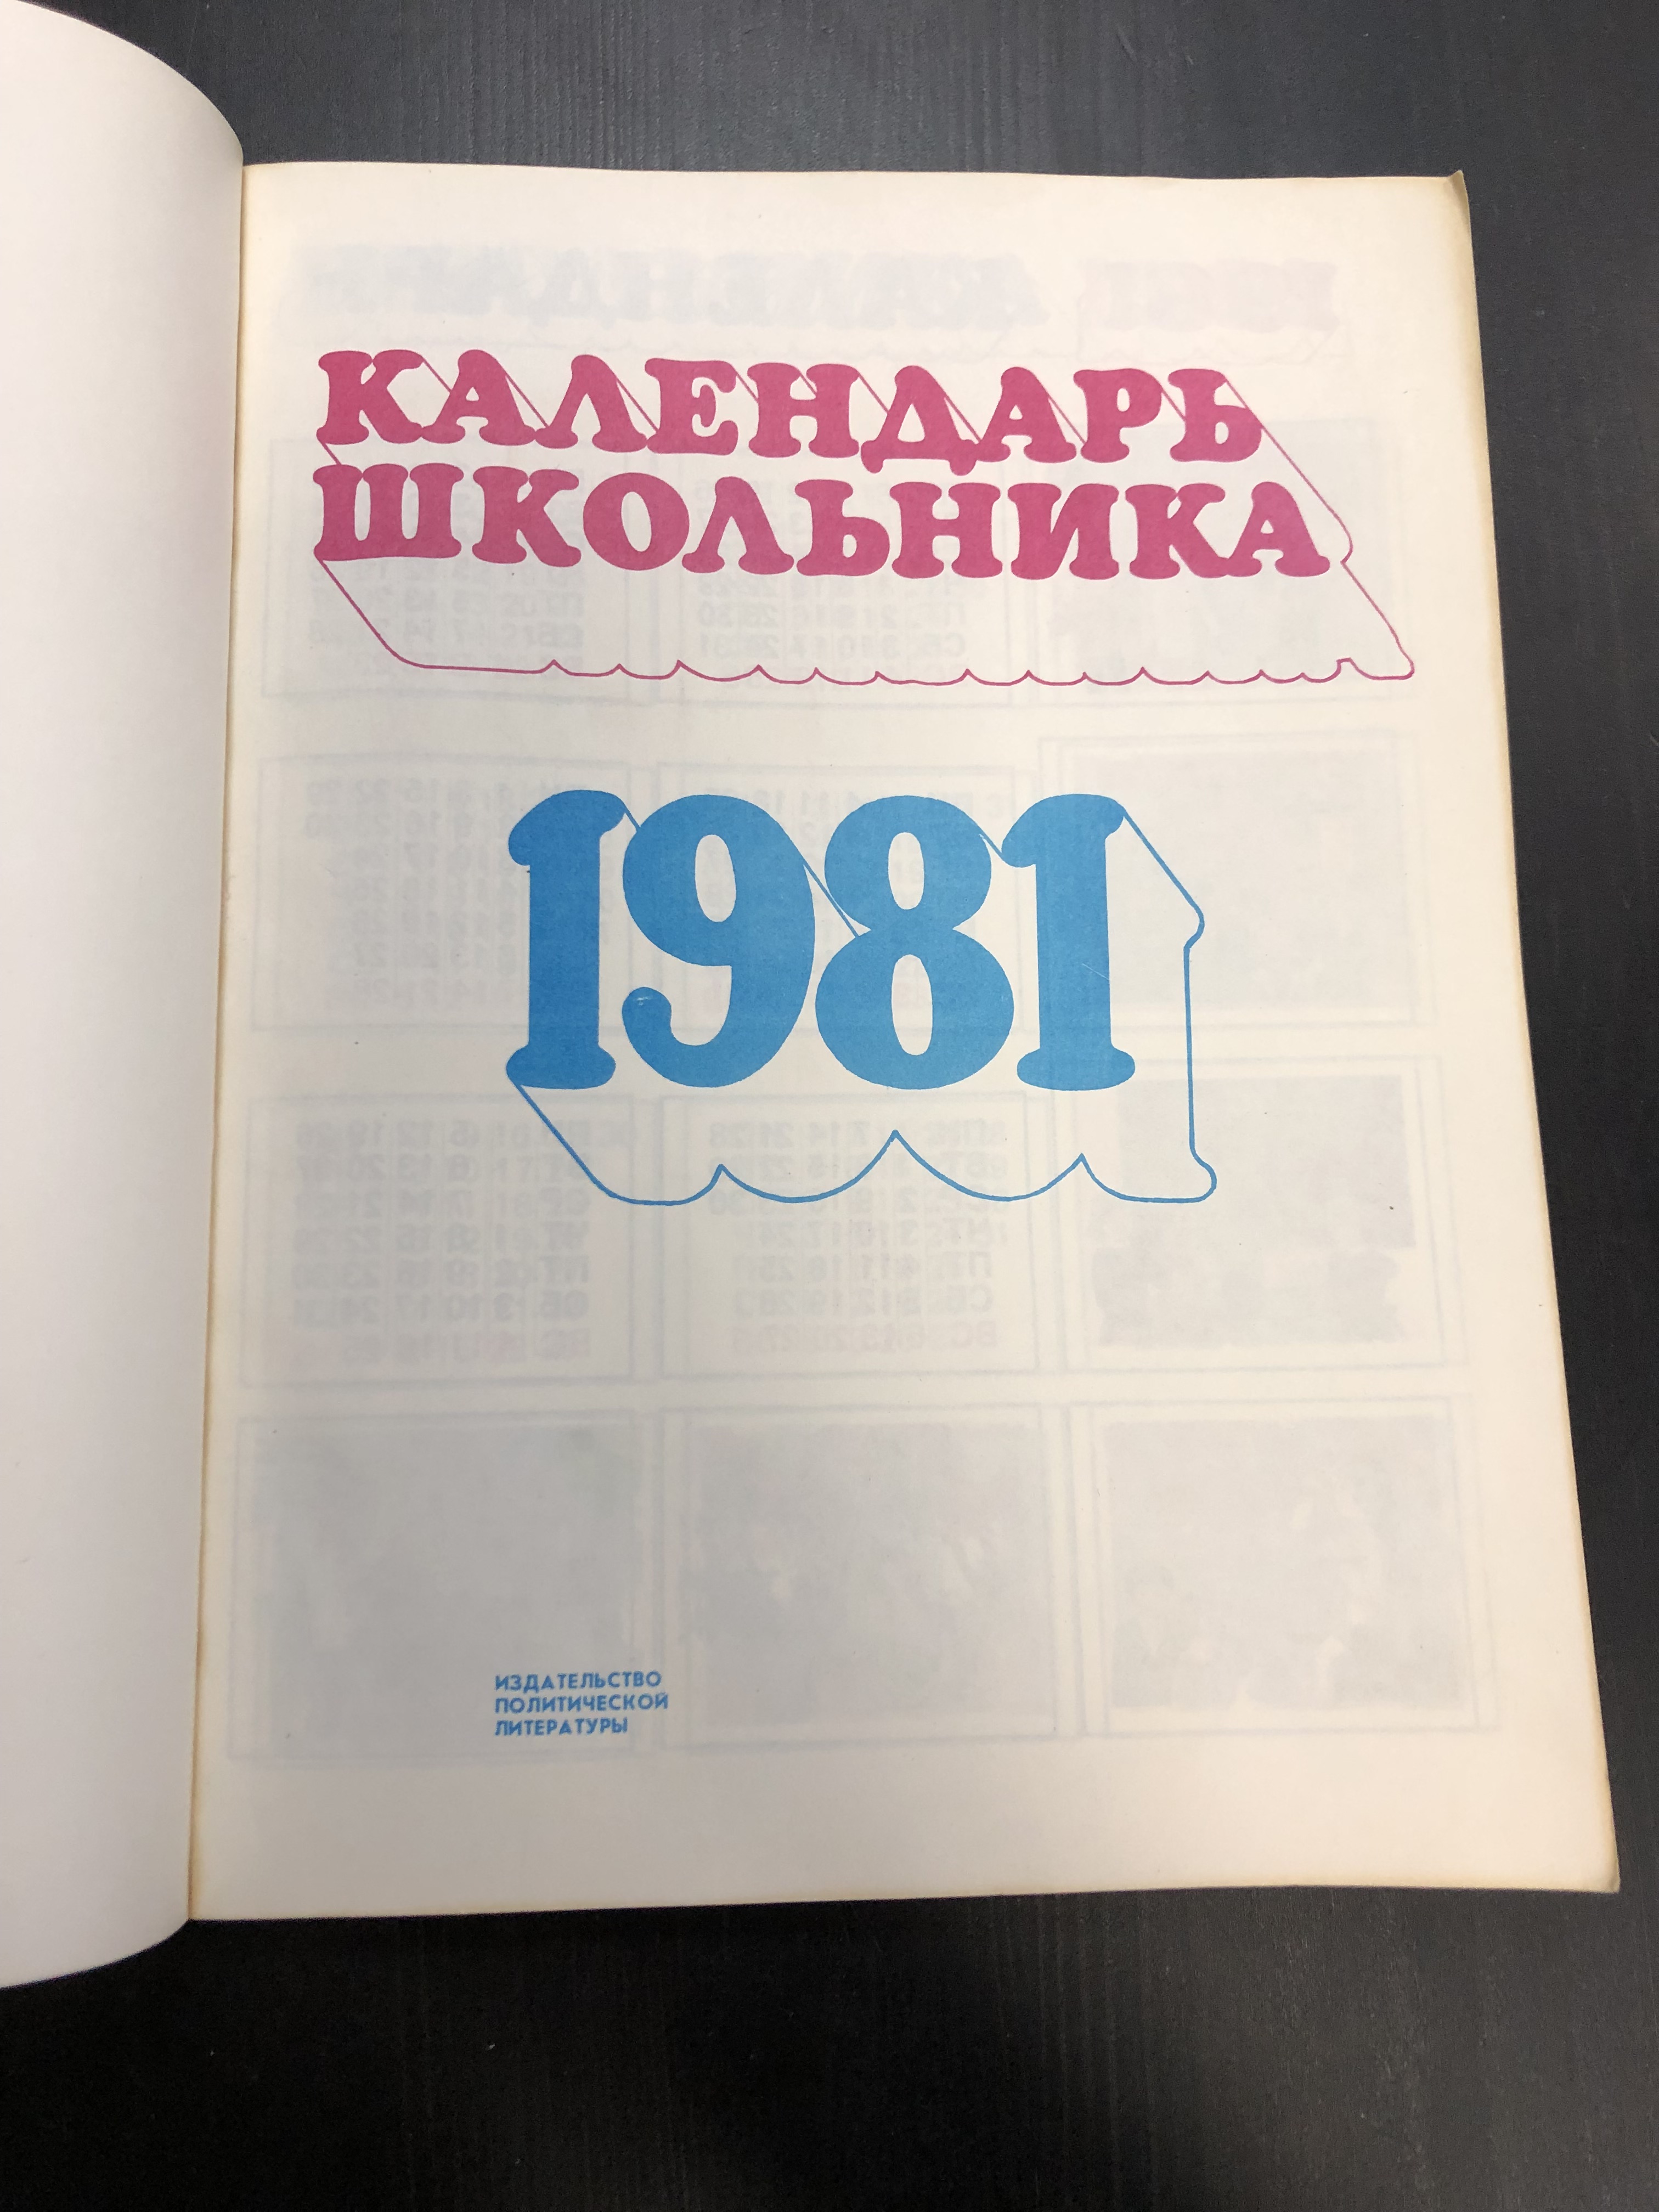 КАЛЕНДАРЬ
ШКОЛЬНИКА
1981
ИЗДАТЕЛЬСТВО
ПОЛИТИЧЕСКОЙ
ЛИТЕРАТУРЫ